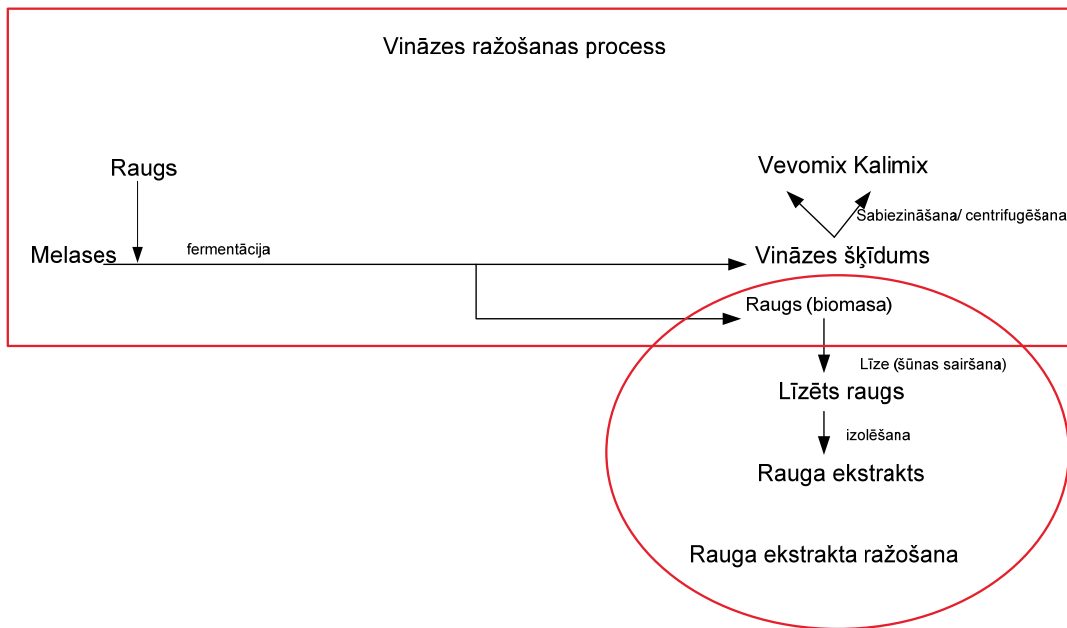 Vināzes ražošanas process
Raugs
Vevomix Kalimix
Sabiezināšana/ centrifugēšana
Melases
fermentācija
Vināzes šķīdums
Raugs (biomasa)
Līze (šūnas sairšana)
Līzēts raugs
izolēšana
Rauga ekstrakts
Rauga ekstrakta ražošana